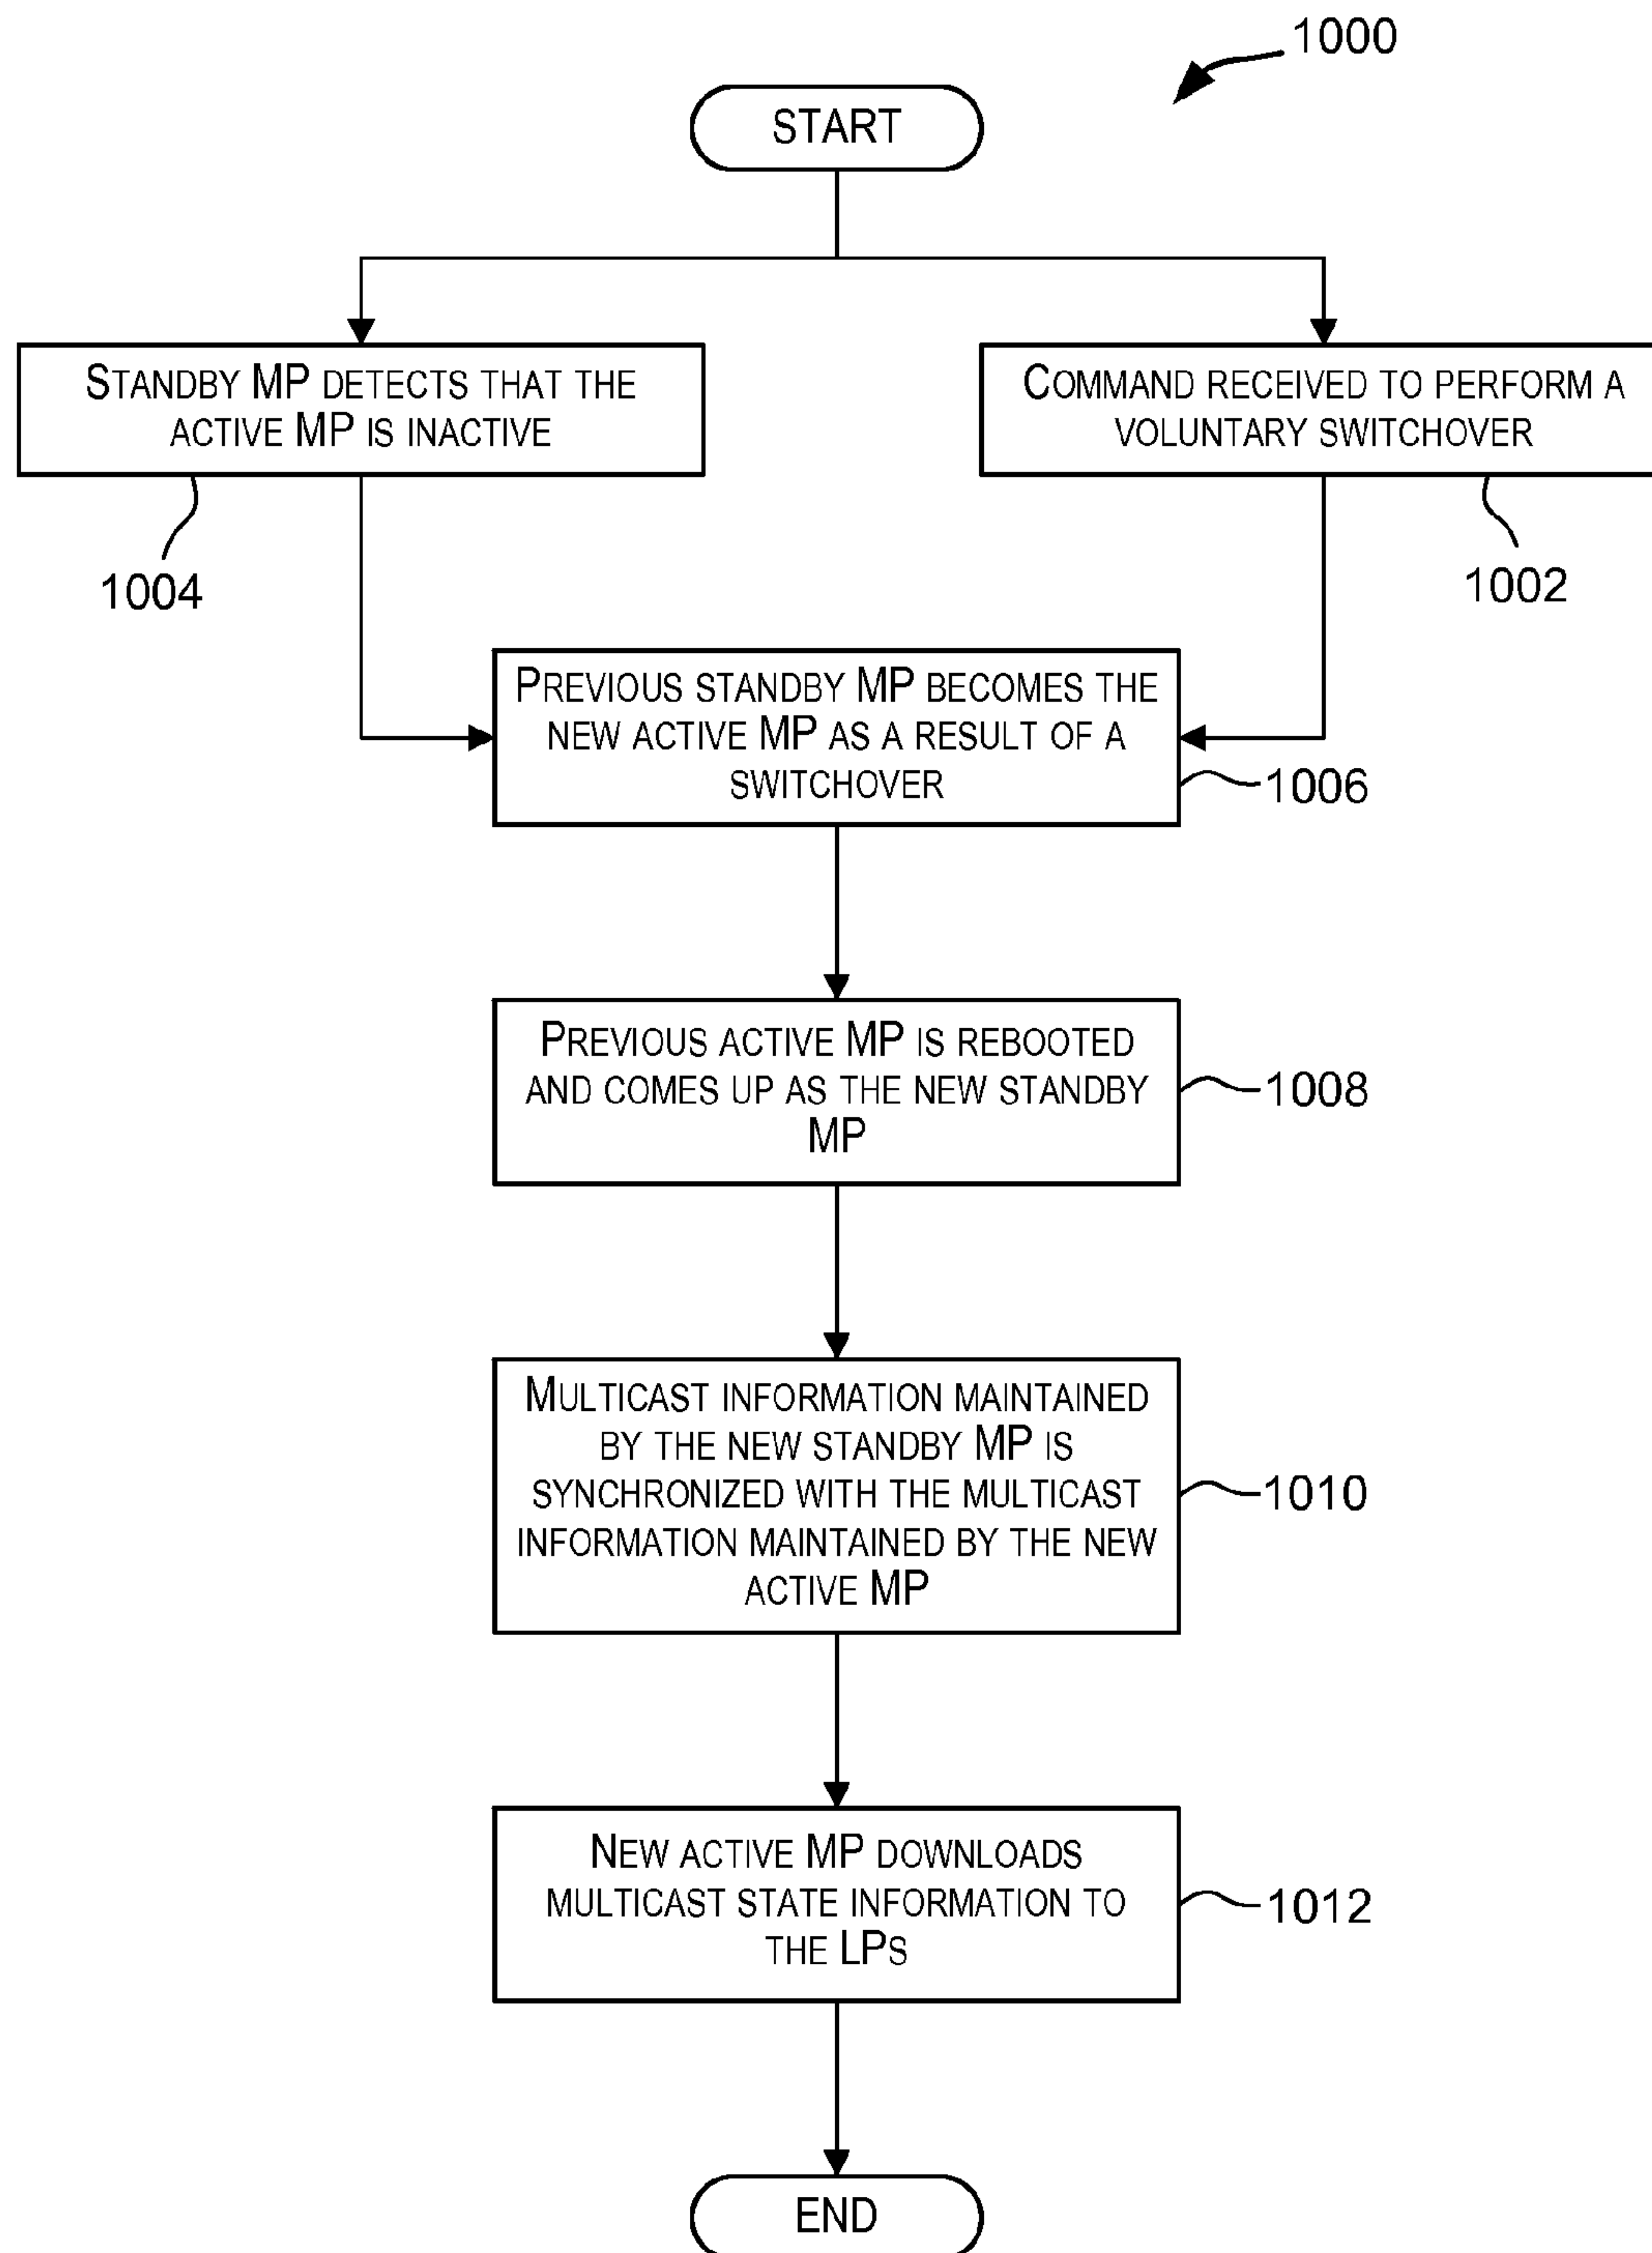 1000
START
STANDBY MP DETECTS THAT THE
ACTIVE MP IS INACTIVE
1004
COMMAND RECEIVED TO PERFORM A
VOLUNTARY SWITCHOVER
1002
PREVIOUS STANDBY MP BECOMES THE
NEW ACTIVE MP AS A RESULT OF A
SWITCHOVER
1006
PREVIOUS ACTIVE MP IS REBOOTED
AND COMES UP AS THE NEW STANDBY
MP
1008
MULTICAST INFORMATION MAINTAINED
BY THE NEW STANDBY MP IS
SYNCHRONIZED WITH THE MULTICAST
INFORMATION MAINTAINED BY THE NEW
ACTIVE MP
1010
NEW ACTIVE MP DOWNLOADS
MULTICAST STATE INFORMATION TO
THE LPS
1012
END